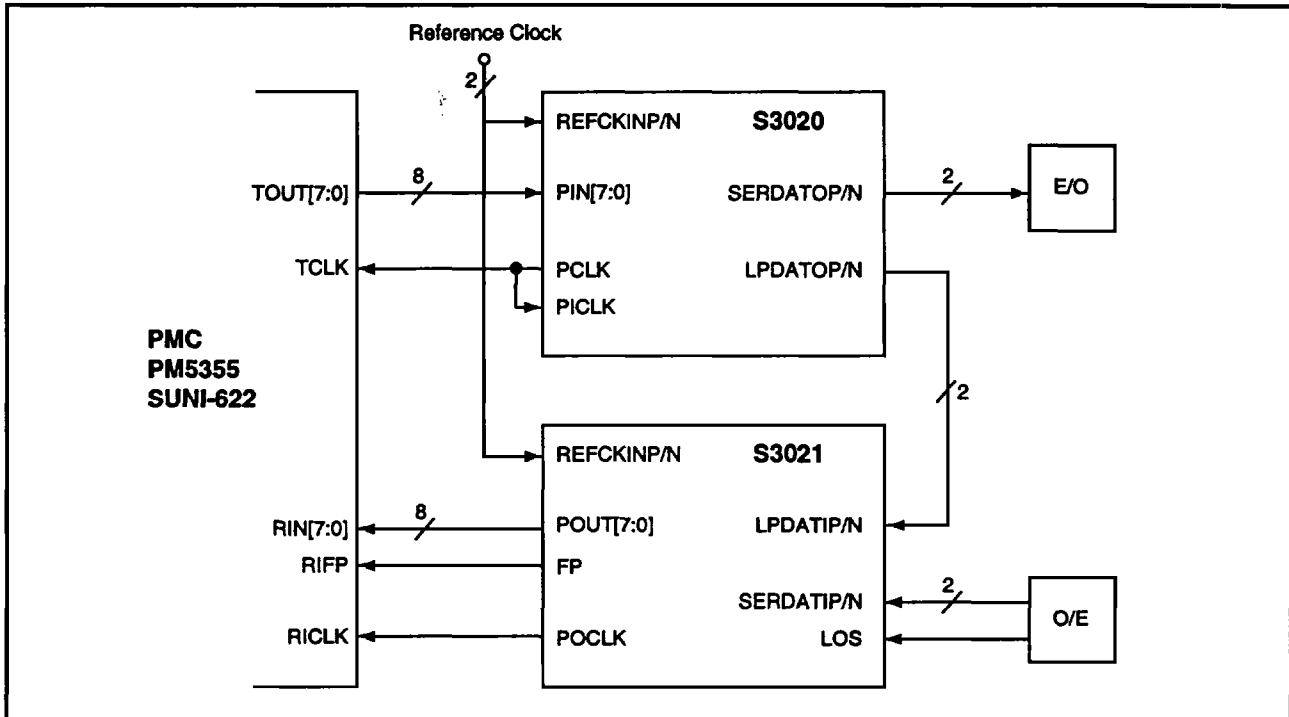 Reference Clock
2
REFCKINP/N
S3020
TOUT[7:0]
8
PIN[7:0]
SERDATOP/N
2
E/O
TCLK
PCLK
LPDATOP/N
PICLK
PMC
PM5355
SUNI-622
2
REFCKINP/N
S3021
RIN[7:0]
8
POUT[7:0]
LPDATIP/N
RIFP
FP
SERDATIP/N
2
O/E
RICLK
POCLK
LOS